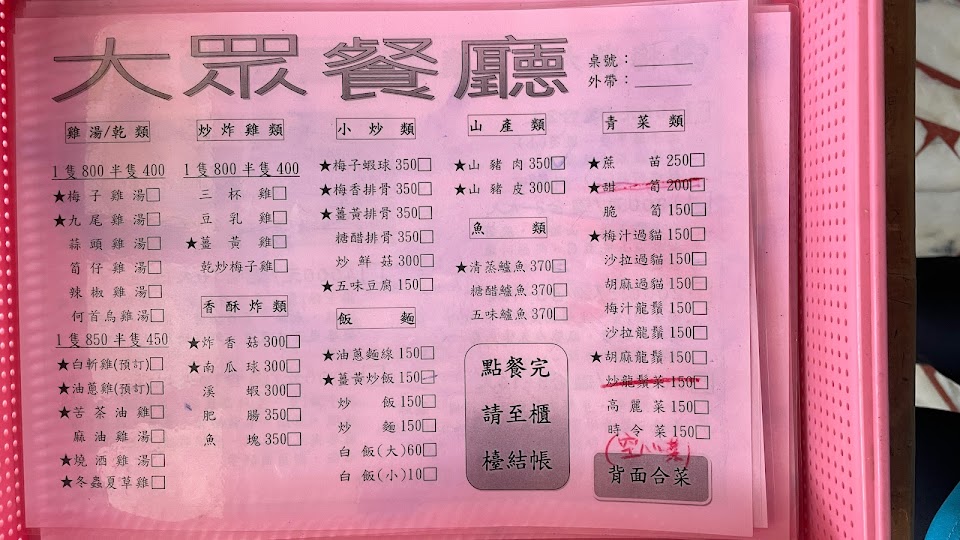 大眾餐廳
桌號：
外帶：
雞湯/乾類
1隻800半隻400
★梅子雞湯□
★九尾雞湯□
蒜頭雞湯□
筍仔雞湯□
辣椒雞湯□
何首烏雞湯□
1隻850半隻450
★白斬雞(預訂)□
★油蔥雞(預訂)□
★苦茶油雞□
麻油雞湯□
★燒酒雞湯□
★冬蟲夏草雞□
炒炸雞類
1隻800半隻400
三杯雞□
豆乳雞□
★薑黃雞□
乾炒梅子雞□
香酥炸類
★炸香菇300□
★南瓜球300□
溪蝦300□
肥腸350□
魚塊350□
小炒類
★梅子蝦球350□
★梅香排骨350□
★薑黃排骨350□
糖醋排骨350□
炒鮮菇300□
★五味豆腐150□
飯麵
★油蔥麵線150□
★薑黃炒飯150□
炒飯150□
炒麵150□
白飯(大)60□
白飯(小)10□
山產類
★山豬肉350□
★山豬皮300□
魚類
★清蒸鱸魚370□
糖醋鱸魚370□
五味鱸魚370□
點餐完
請至櫃
檯結帳
青菜類
★蕨苗250□
★甜筍200□
脆筍150□
★梅汁過貓150□
沙拉過貓150□
胡麻過貓150□
梅汁龍鬚150□
沙拉龍鬚150□
★胡麻龍鬚150□
炒龍鬚菜150□
高麗菜150□
時令菜150□
(空心菜)
背面合菜